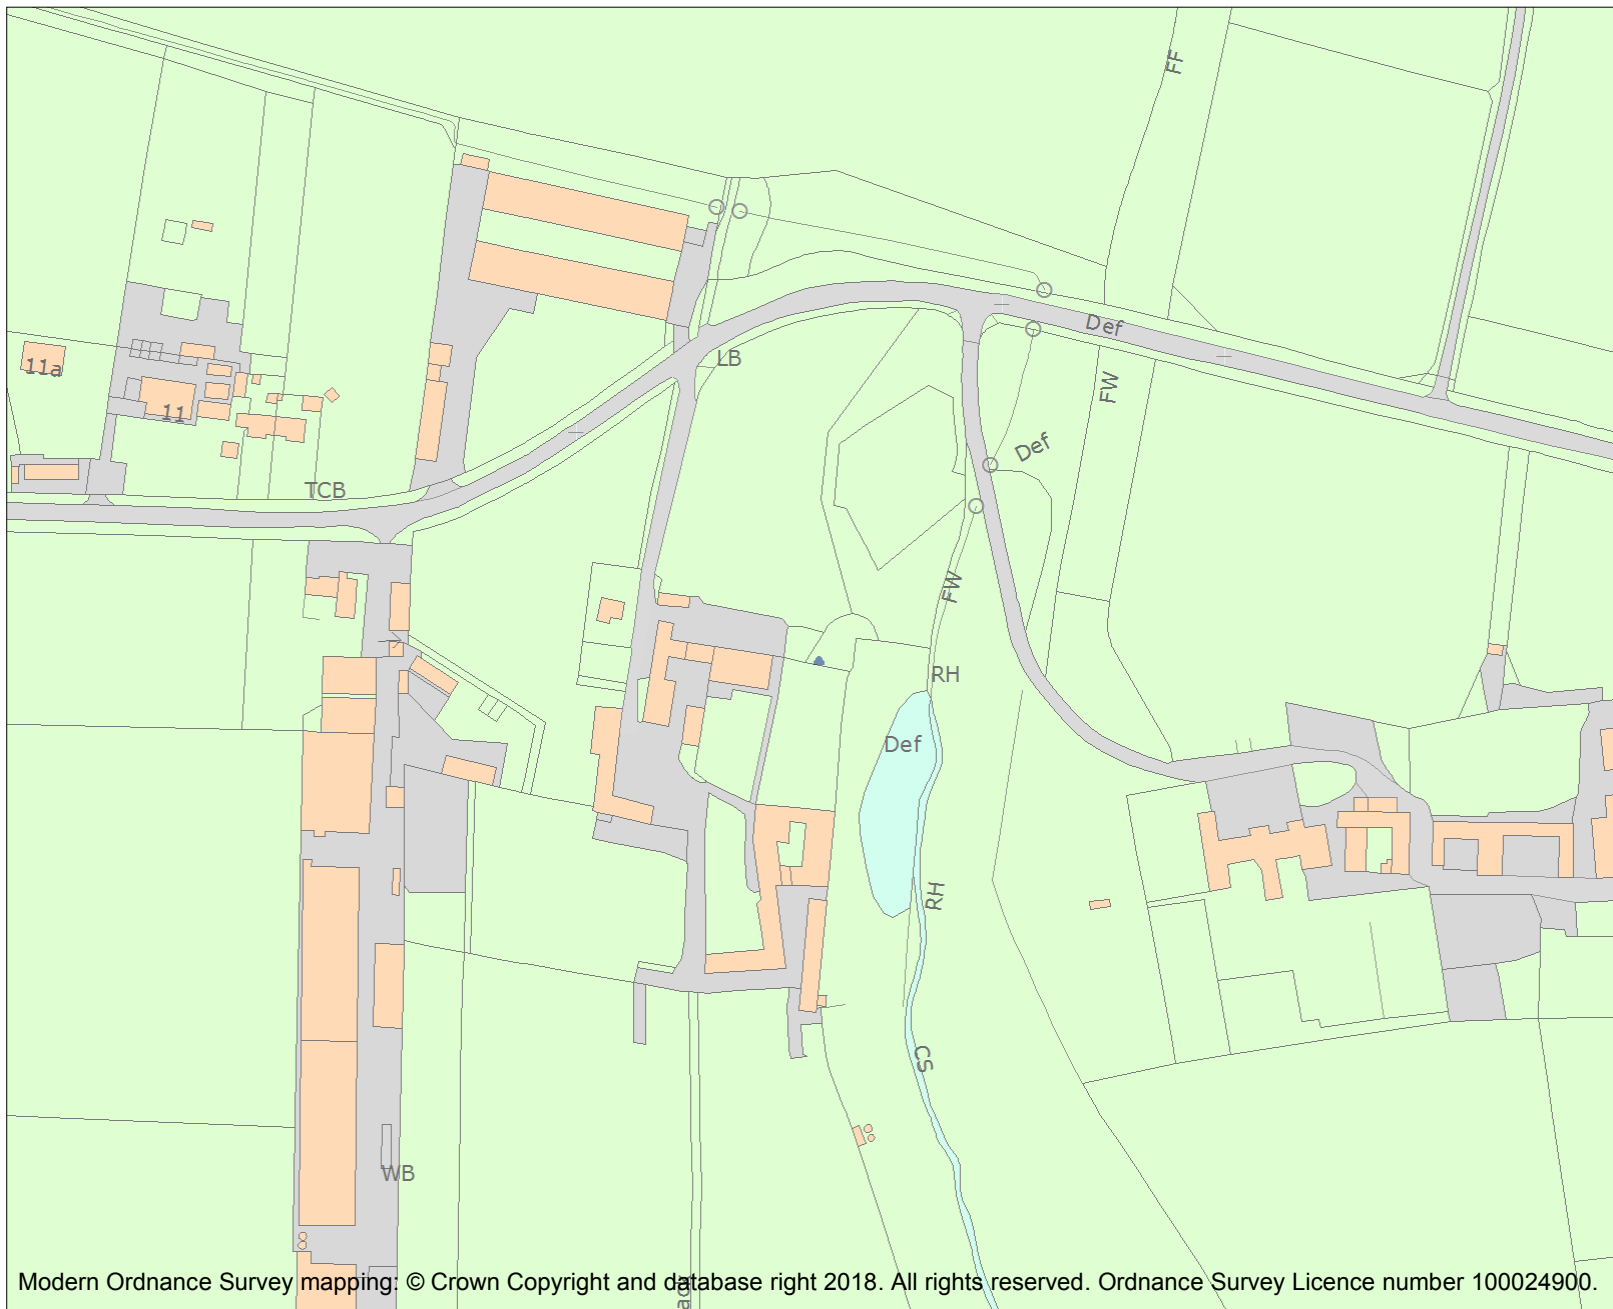 FF
Def
LB
11a
FW
11
Def
TCB
FW
RH
Def
RH
CS
WB
Modern Ordnance Survey mapping: © Crown Copyright and database right 2018. All rights reserved. Ordnance Survey Licence number 100024900.